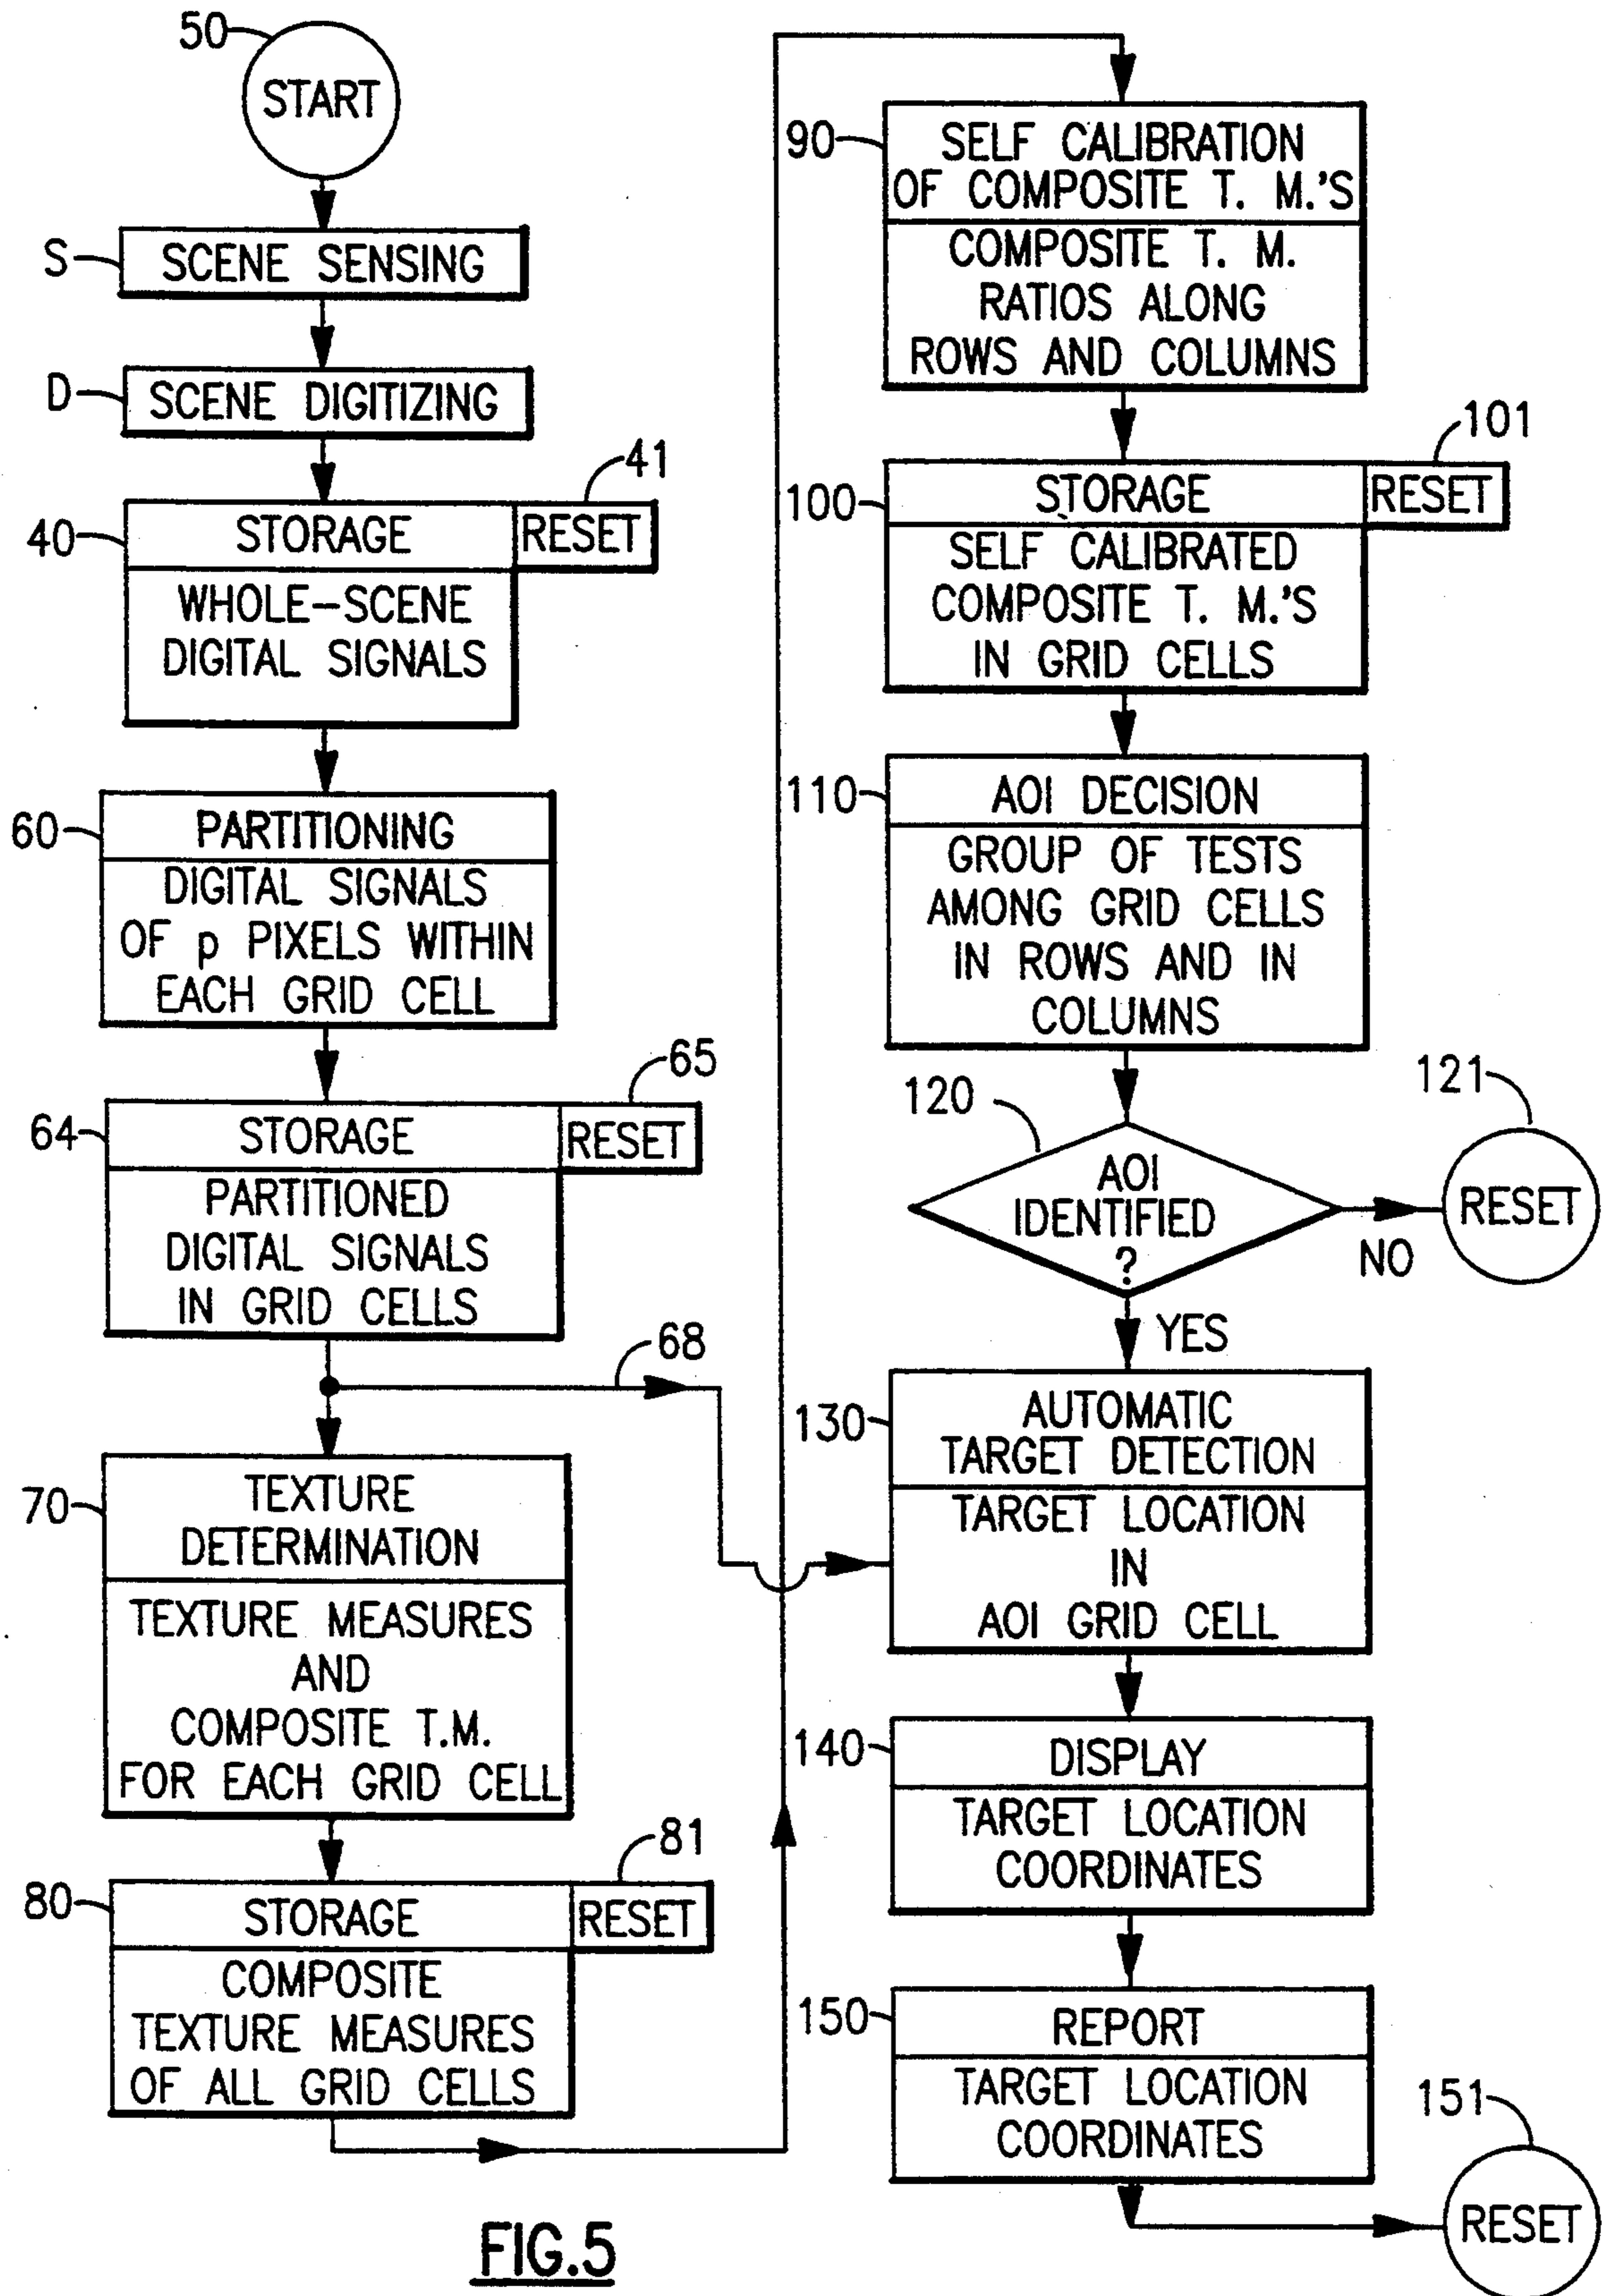 50
START
S
SCENE SENSING
D
SCENE DIGITIZING
41
40
STORAGE
RESET
WHOLE-SCENE
DIGITAL SIGNALS
60
PARTITIONING
DIGITAL SIGNALS
OF p PIXELS WITHIN
EACH GRID CELL
65
64
STORAGE
RESET
PARTITIONED
DIGITAL SIGNALS
IN GRID CELLS
68
70
TEXTURE
DETERMINATION
TEXTURE MEASURES
AND
COMPOSITE T.M.
FOR EACH GRID CELL
81
80
STORAGE
RESET
COMPOSITE
TEXTURE MEASURES
OF ALL GRID CELLS
90
SELF CALIBRATION
OF COMPOSITE T. M.'S
COMPOSITE T. M.
RATIOS ALONG
ROWS AND COLUMNS
101
100
STORAGE
RESET
SELF CALIBRATED
COMPOSITE T. M.'S
IN GRID CELLS
110
AOI DECISION
GROUP OF TESTS
AMONG GRID CELLS
IN ROWS AND IN
COLUMNS
120
121
AOI
IDENTIFIED
?
RESET
NO
YES
130
AUTOMATIC
TARGET DETECTION
TARGET LOCATION
IN
AOI GRID CELL
140
DISPLAY
TARGET LOCATION
COORDINATES
150
REPORT
TARGET LOCATION
COORDINATES
151
RESET
FIG.5